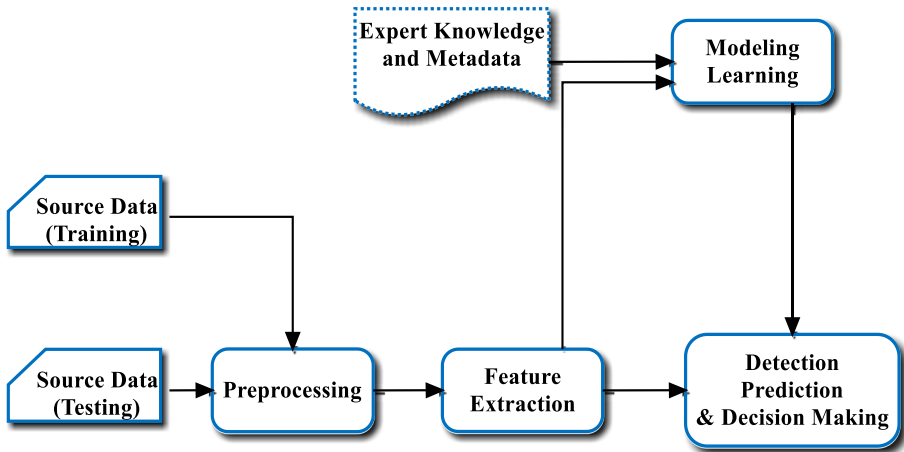 Expert Knowledge
and Metadata
Modeling
Learning
Source Data
(Training)
Source Data
(Testing)
Preprocessing
Feature
Extraction
Detection
Prediction
& Decision Making